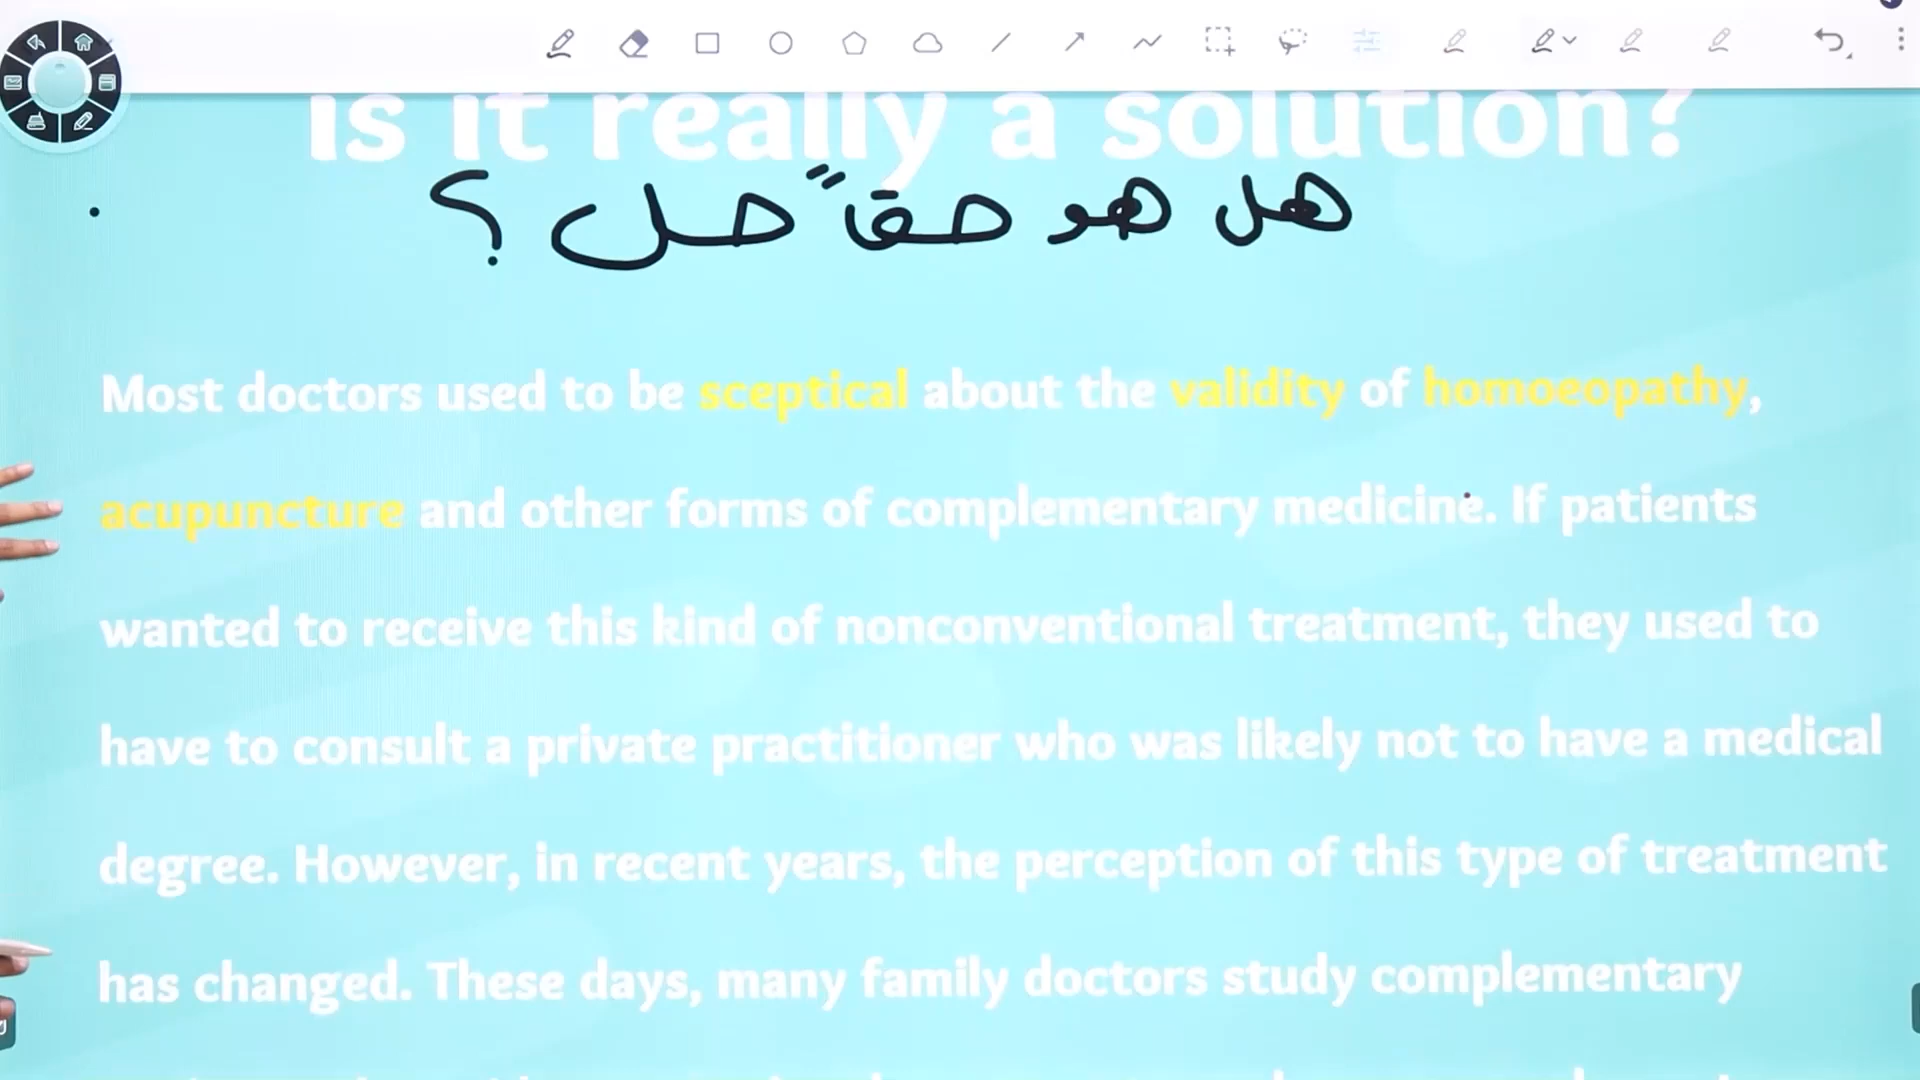 is it really a solution?
هل هو حقاً حل ؟
Most doctors used to be sceptical about the validity of homoeopathy,
acupuncture and other forms of complementary medicine. If patients
wanted to receive this kind of nonconventional treatment, they used to
have to consult a private practitioner who was likely not to have a medical
degree. However, in recent years, the perception of this type of treatment
has changed. These days, many family doctors study complementary